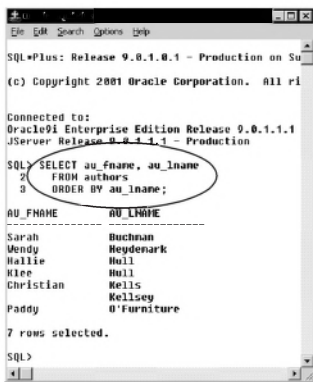 File Edit Search Options Help
SQL*Plus: Release 9.0.1.0.1 - Production on Su
(c) Copyright 2001 Oracle Corporation. All ri
Connected to:
Oracle9i Enterprise Edition Release 9.0.1.1.1
JServer Release 9.0.1.1.1 - Production
SQL> SELECT au_fname, au_lname
2 FROM authors
3 ORDER BY au_lname;
AU_FNAME AU_LNAME
--------------- ---------------
Sarah Buchman
Wendy Heydemark
Hallie Hull
Klee Hull
Christian Kells
Kellsey
Paddy O'Furniture
7 rows selected.
SQL>